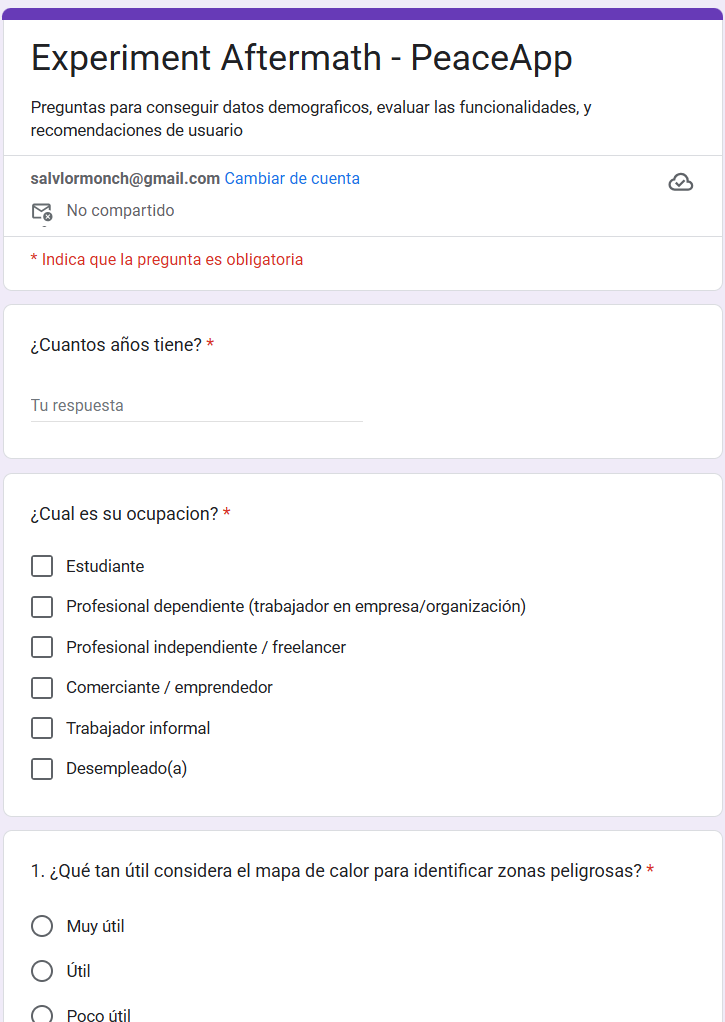 Experiment Aftermath - PeaceApp
Preguntas para conseguir datos demograficos, evaluar las funcionalidades, y
recomendaciones de usuario
salvlormonch@gmail.com Cambiar de cuenta
No compartido
* Indica que la pregunta es obligatoria
¿Cuantos años tiene? *
Tu respuesta
¿Cual es su ocupacion? *
Estudiante
Profesional dependiente (trabajador en empresa/organización)
Profesional independiente / freelancer
Comerciante / emprendedor
Trabajador informal
Desempleado(a)
1. ¿Qué tan útil considera el mapa de calor para identificar zonas peligrosas? *
Muy útil
Útil
Poco útil